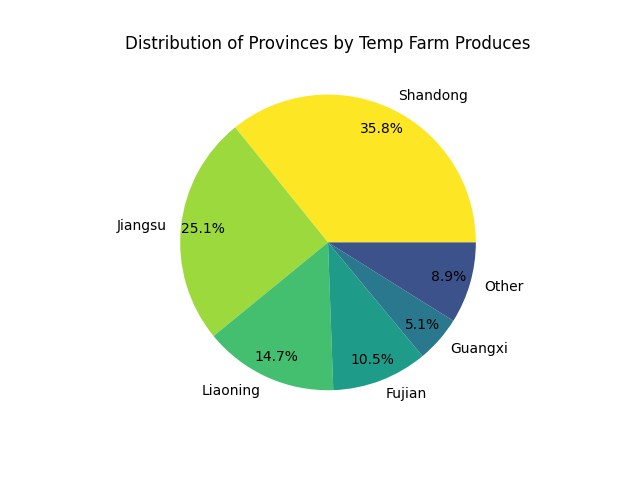 Distribution of Provinces by Temp Farm Produces
Shandong
35.8%
Jiangsu
25.1%
Liaoning
14.7%
Fujian
10.5%
Guangxi
5.1%
Other
8.9%